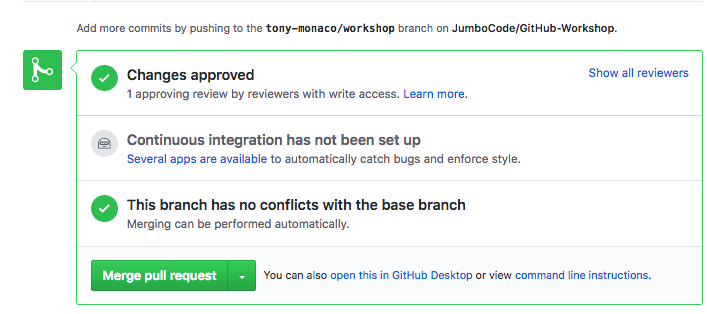 Add more commits by pushing to the tony-monaco/workshop branch on JumboCode/GitHub-Workshop.
Changes approved
Show all reviewers
1 approving review by reviewers with write access. Learn more.
Continuous integration has not been set up
Several apps are available to automatically catch bugs and enforce style.
This branch has no conflicts with the base branch
Merging can be performed automatically.
Merge pull request
You can also open this in GitHub Desktop or view command line instructions.